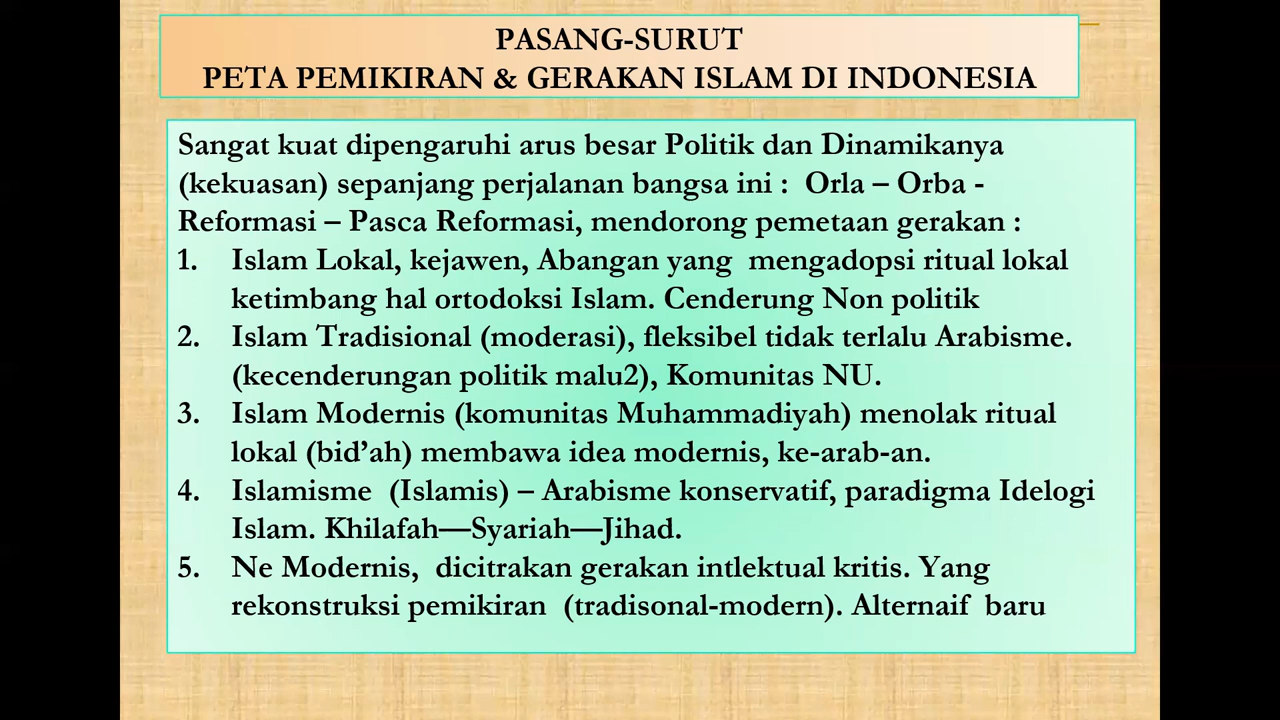 PASANG-SURUT
PETA PEMIKIRAN & GERAKAN ISLAM DI INDONESIA
Sangat kuat dipengaruhi arus besar Politik dan Dinamikanya
(kekuasan) sepanjang perjalanan bangsa ini : Orla – Orba -
Reformasi – Pasca Reformasi, mendorong pemetaan gerakan :
1. Islam Lokal, kejawen, Abangan yang mengadopsi ritual lokal
ketimbang hal ortodoksi Islam. Cenderung Non politik
2. Islam Tradisional (moderasi), fleksibel tidak terlalu Arabisme.
(kecenderungan politik malu2), Komunitas NU.
3. Islam Modernis (komunitas Muhammadiyah) menolak ritual
lokal (bid’ah) membawa idea modernis, ke-arab-an.
4. Islamisme (Islamis) – Arabisme konservatif, paradigma Idelogi
Islam. Khilafah—Syariah—Jihad.
5. Ne Modernis, dicitrakan gerakan intlektual kritis. Yang
rekonstruksi pemikiran (tradisonal-modern). Alternaif baru